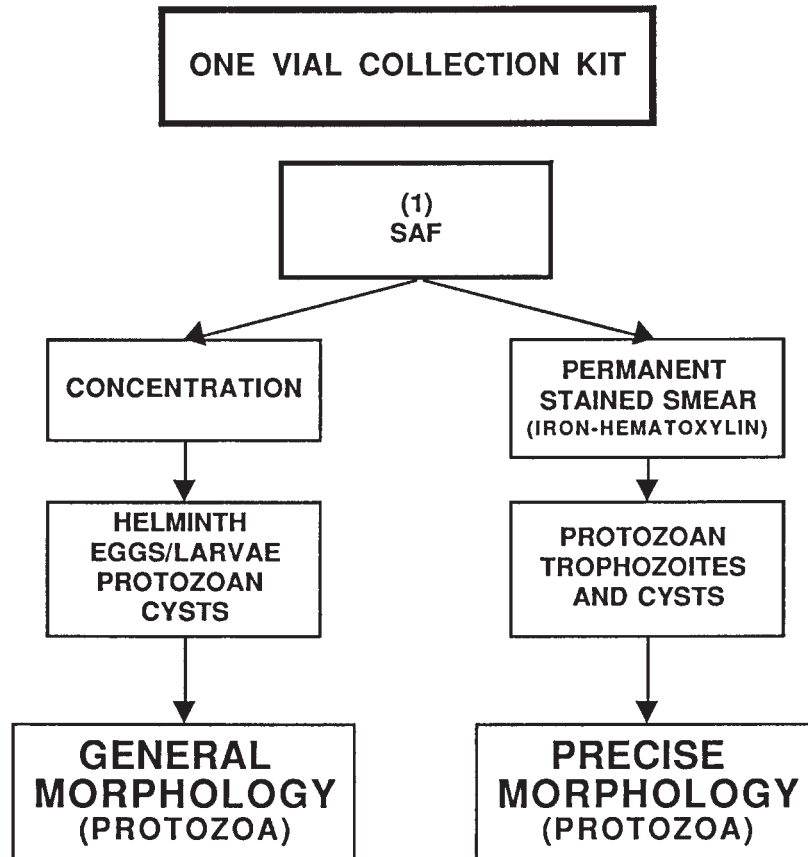 ONE VIAL COLLECTION KIT
(1)
SAF
CONCENTRATION
HELMINTH
EGGS/LARVAE
PROTOZOAN
CYSTS
GENERAL
MORPHOLOGY
(PROTOZOA)
PERMANENT
STAINED SMEAR
(IRON-HEMATOXYLIN)
PROTOZOAN
TROPHOZOITES
AND CYSTS
PRECISE
MORPHOLOGY
(PROTOZOA)